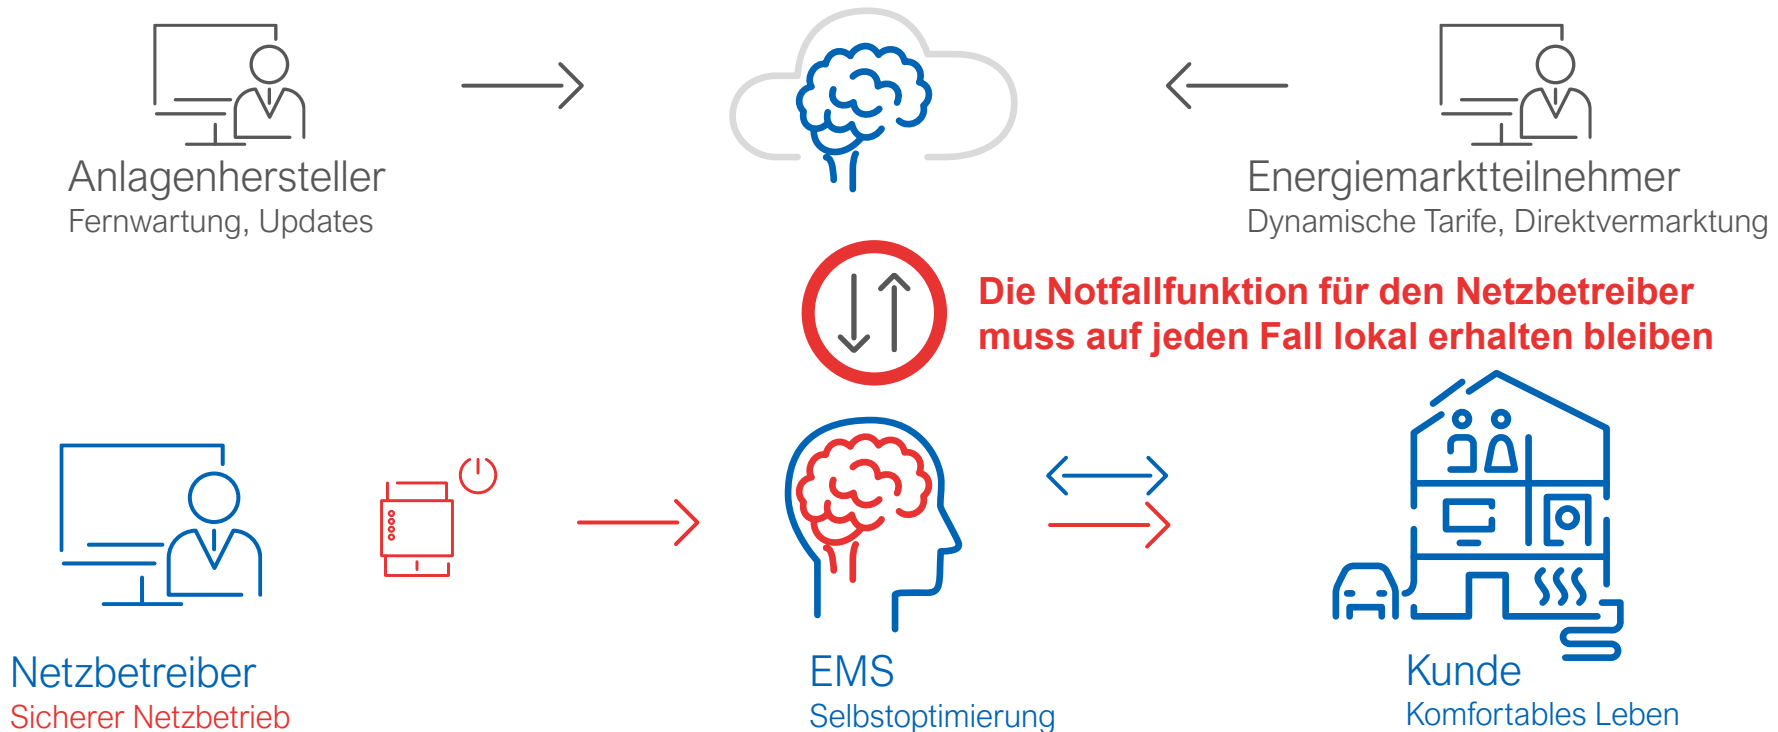 Anlagenhersteller
Fernwartung, Updates
Energiemarktteilnehmer
Dynamische Tarife, Direktvermarktung
Die Notfallfunktion für den Netzbetreiber
muss auf jeden Fall lokal erhalten bleiben
Netzbetreiber
Sicherer Netzbetrieb
EMS
Selbstoptimierung
Kunde
Komfortables Leben